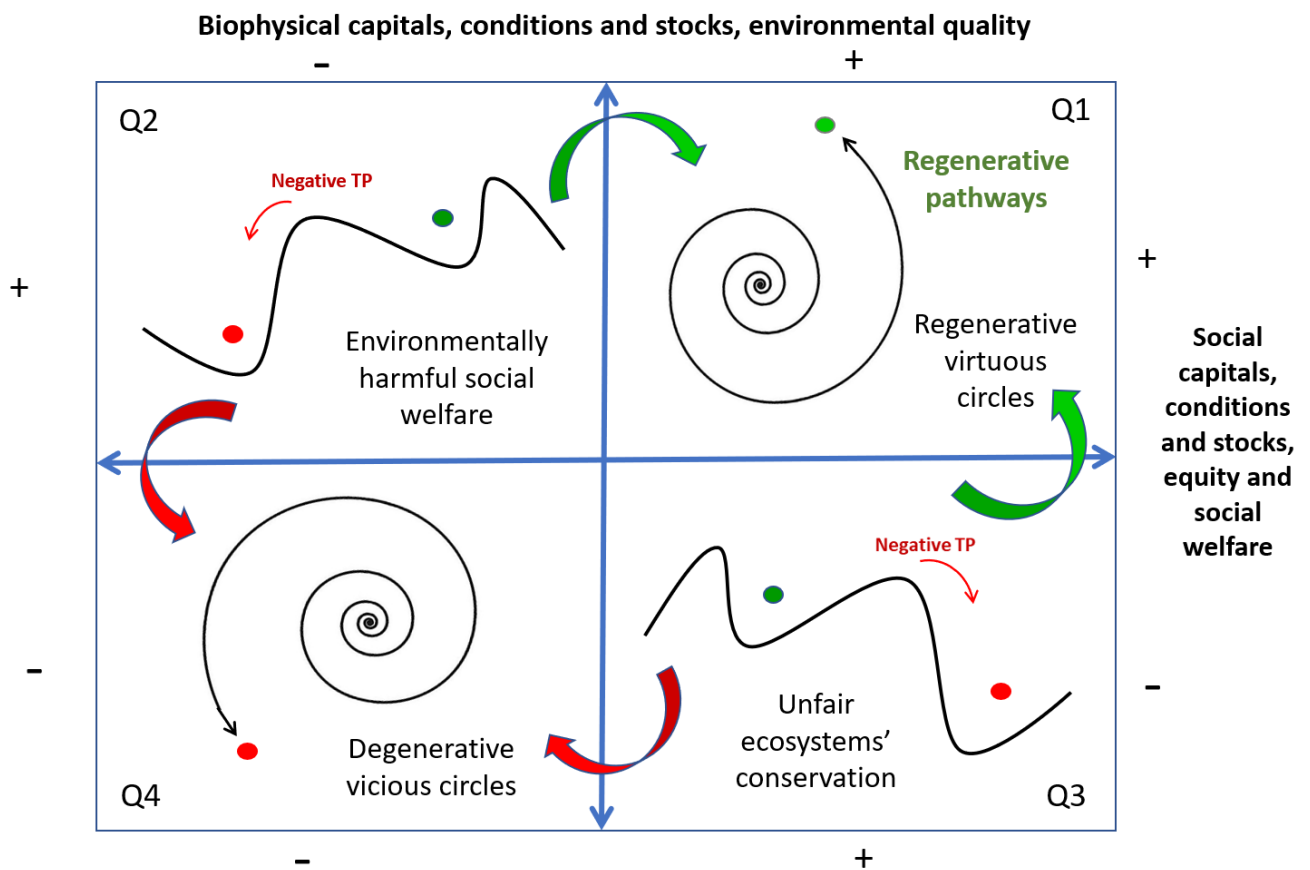 Biophysical capitals, conditions and stocks, environmental quality
–
+
Q2
Q1
Negative TP
Regenerative
pathways
+
+
Environmentally
harmful social
welfare
Regenerative
virtuous
circles
Social
capitals,
conditions
and stocks,
equity and
social
welfare
Negative TP
–
–
Unfair
ecosystems’
conservation
Degenerative
vicious circles
Q4
Q3
–
+